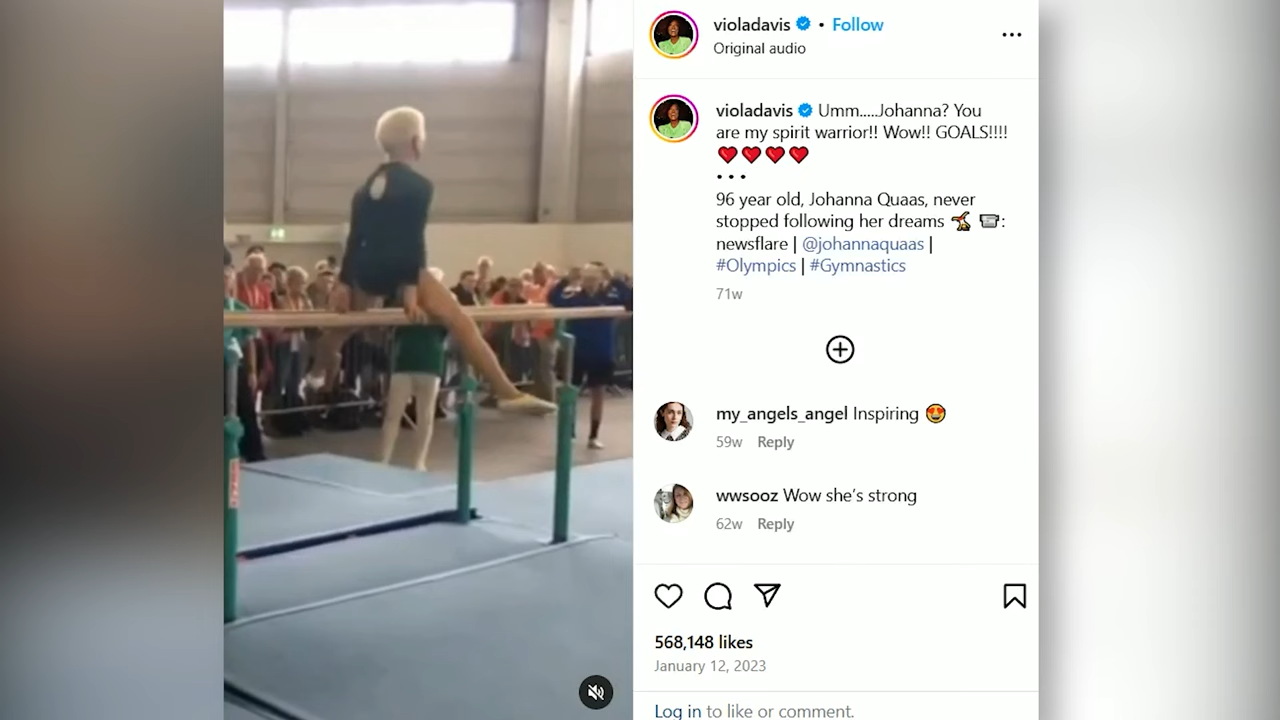 violadavis • Follow
Original audio
violadavis Umm.....Johanna? You
are my spirit warrior!! Wow!! GOALS!!!!
❤️❤️❤️❤️
• • •
96 year old, Johanna Quaas, never
stopped following her dreams 🤸 📹:
newsflare | @johannaquaas |
#Olympics | #Gymnastics
71w
my_angels_angel Inspiring 😍
59w Reply
wwsooz Wow she's strong
62w Reply
568,148 likes
January 12, 2023
Log in to like or comment.